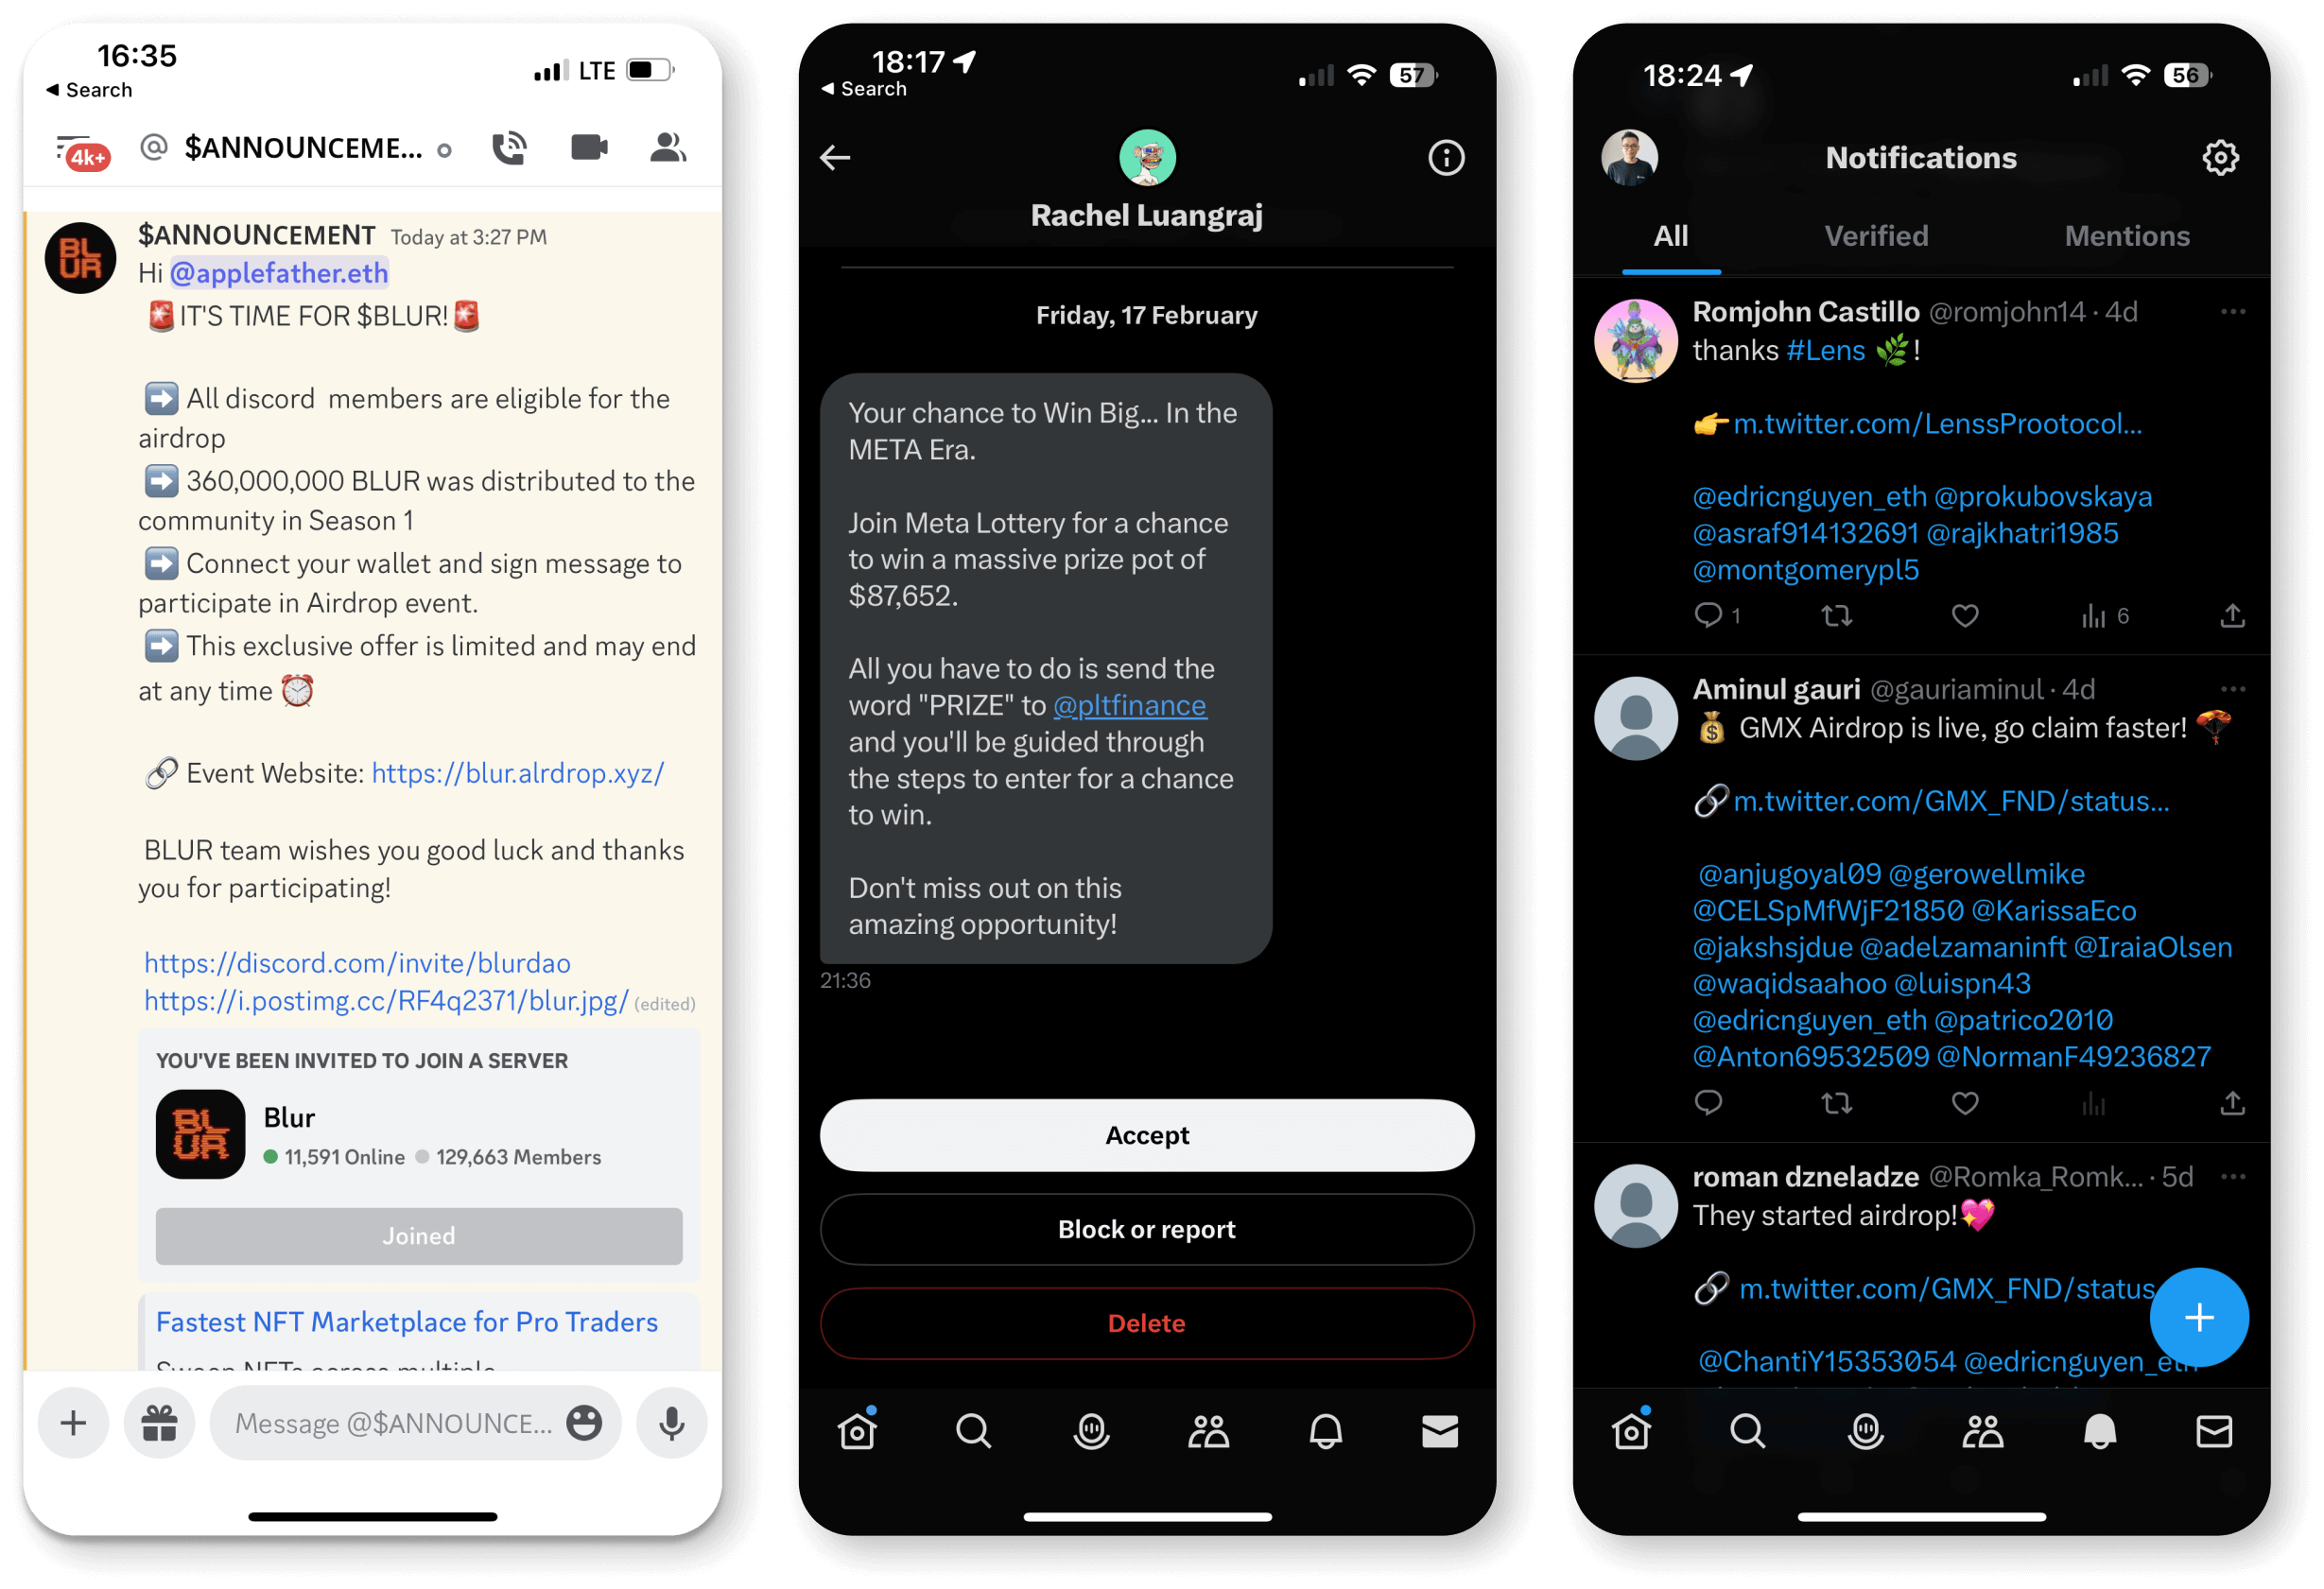 16:35
Search
LTE
4k+
@ $ANNOUNCEME...
BLUR
$ANNOUNCEMENT Today at 3:27 PM
Hi @applefather.eth
🚨IT'S TIME FOR $BLUR!🚨
➡️ All discord  members are eligible for the
airdrop
➡️ 360,000,000 BLUR was distributed to the
community in Season 1
➡️ Connect your wallet and sign message to
participate in Airdrop event.
➡️ This exclusive offer is limited and may end
at any time ⏰
🔗 Event Website: https://blur.alrdrop.xyz/
BLUR team wishes you good luck and thanks
you for participating!
https://discord.com/invite/blurdao
https://i.postimg.cc/RF4q2371/blur.jpg/ (edited)
YOU'VE BEEN INVITED TO JOIN A SERVER
BLUR
Blur
11,591 Online 129,663 Members
Joined
Fastest NFT Marketplace for Pro Traders
Sweep NFTs across multiple
Message @$ANNOUNCE...
18:17
Search
57
Rachel Luangraj
Friday, 17 February
Your chance to Win Big... In the
META Era.
Join Meta Lottery for a chance
to win a massive prize pot of
$87,652.
All you have to do is send the
word "PRIZE" to @pltfinance
and you'll be guided through
the steps to enter for a chance
to win.
Don't miss out on this
amazing opportunity!
21:36
Accept
Block or report
Delete
18:24
56
Notifications
All Verified Mentions
Romjohn Castillo @romjohn14 · 4d
thanks #Lens 🌿!
👉m.twitter.com/LenssProotocol...
@edricnguyen_eth @prokubovskaya
@asraf914132691 @rajkhatri1985
@montgomerypl5
1 6
Aminul gauri @gauriaminul · 4d
💰 GMX Airdrop is live, go claim faster! 🪂
🔗m.twitter.com/GMX_FND/status...
@anjugoyal09 @gerowellmike
@CELSpMfWjF21850 @KarissaEco
@jakshsjdue @adelzamaninft @IraiaOlsen
@waqidsaahoo @luispn43
@edricnguyen_eth @patrico2010
@Anton69532509 @NormanF49236827
roman dzneladze @Romka_Romk... · 5d
They started airdrop!💖
🔗 m.twitter.com/GMX_FND/status
@ChantiY15353054 @edricnguyen_eth